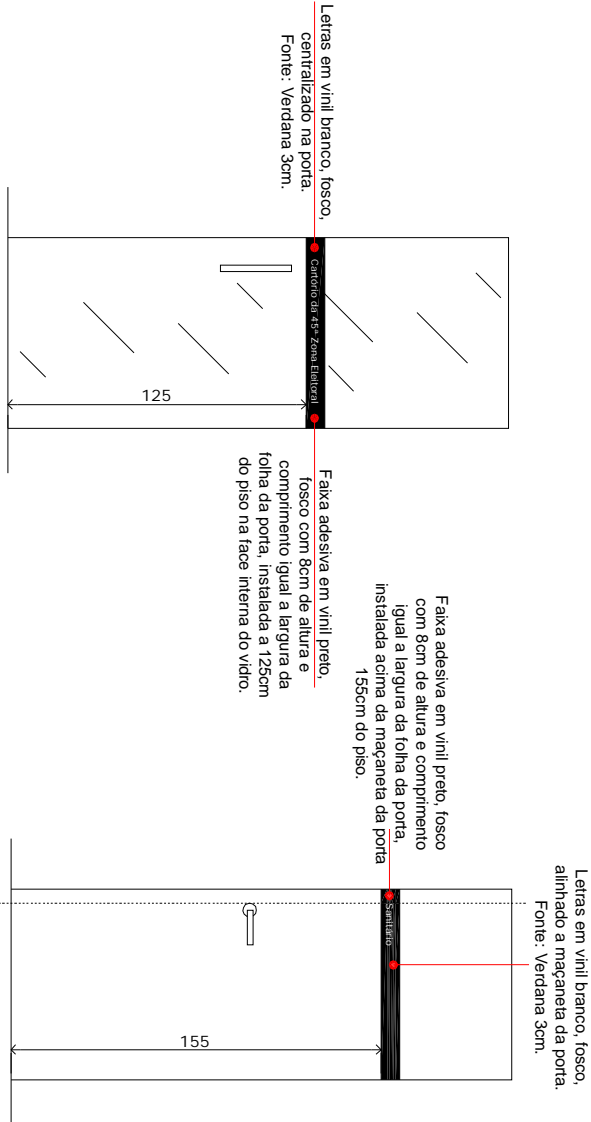 Letras em vinil branco, fosco,
centralizado na porta.
Fonte: Verdana 3cm.
Cartório da 45ª Zona Eleitoral
125
Faixa adesiva em vinil preto,
fosco com 8cm de altura e
comprimento igual a largura da
folha da porta, instalada a 125cm
do piso na face interna do vidro.
Letras em vinil branco, fosco,
alinhado a maçaneta da porta.
Fonte: Verdana 3cm.
Faixa adesiva em vinil preto, fosco
com 8cm de altura e comprimento
igual a largura da folha da porta,
instalada acima da maçaneta da porta
155cm do piso.
Sanitário
155